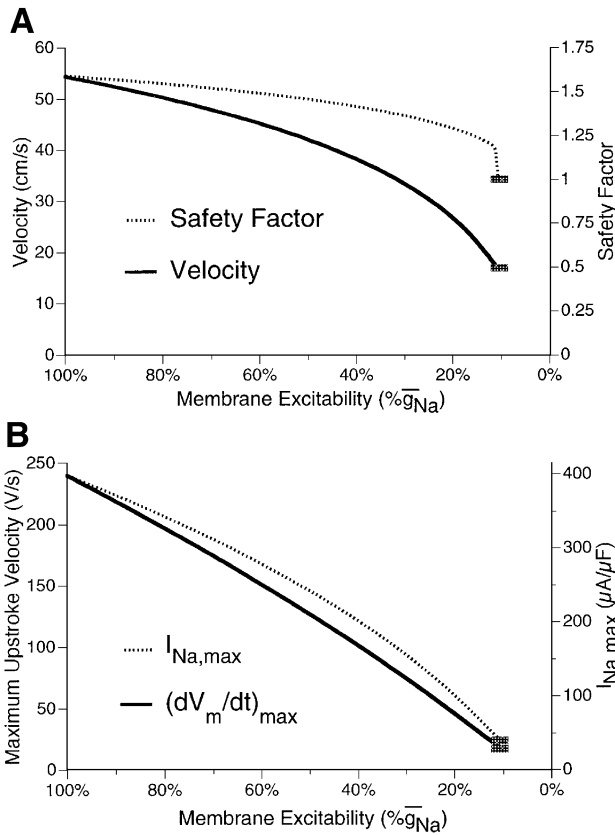 A
60
50
40
30
20
10
0
Velocity (cm/s)
1.75
1.5
1.25
1
0.75
0.5
0.25
0
Safety Factor
Safety Factor
Velocity
100% 80% 60% 40% 20% 0%
Membrane Excitability (%g̅Na)
B
250
200
150
100
50
0
Maximum Upstroke Velocity (V/s)
400
300
200
100
0
INa,max (µA/µF)
INa,max
(dVm/dt)max
100% 80% 60% 40% 20% 0%
Membrane Excitability (%g̅Na)